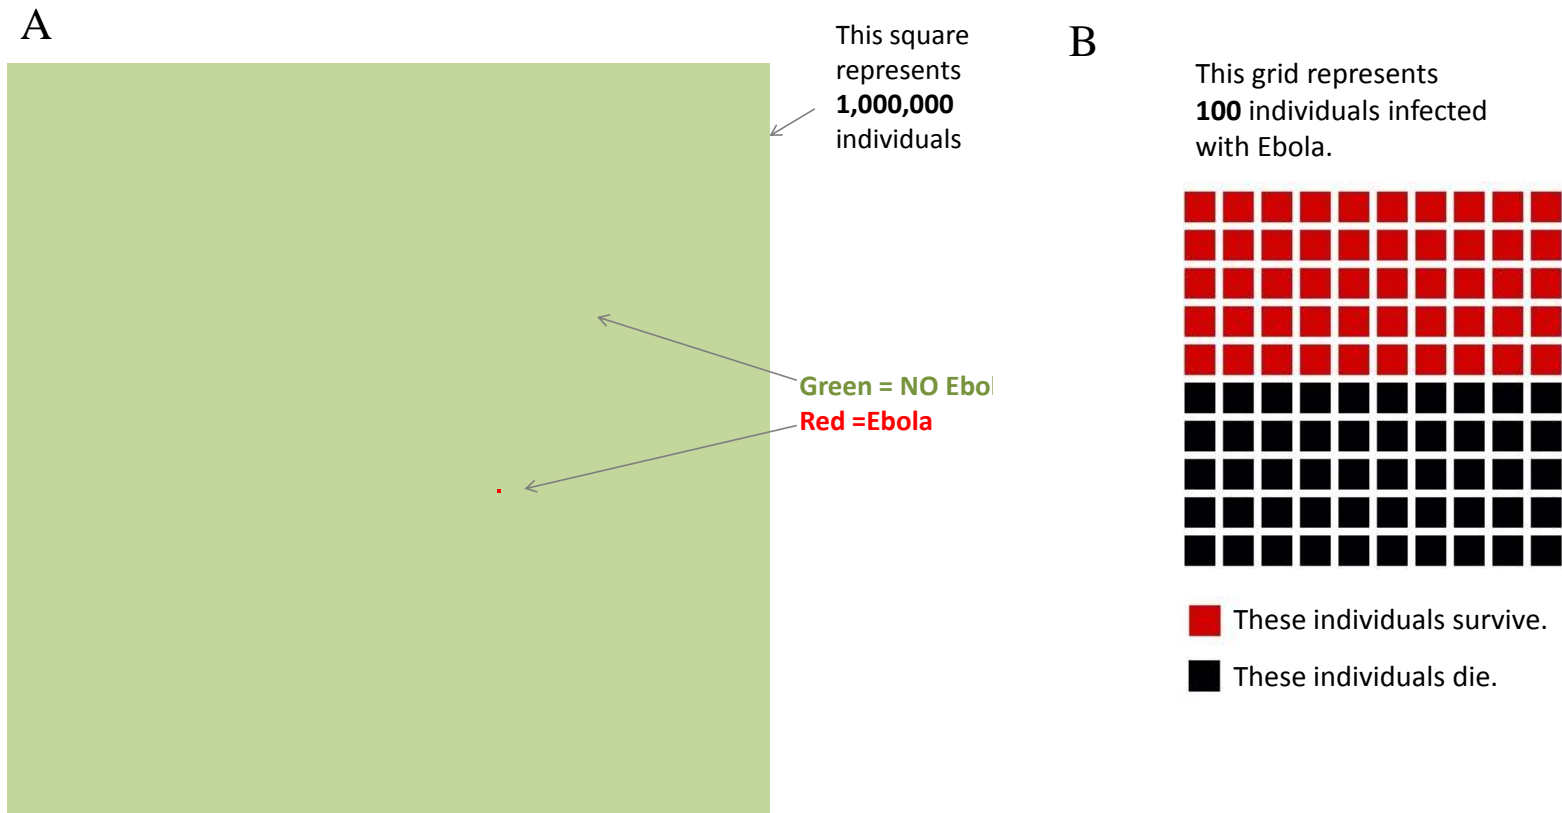 A
This square
represents
1,000,000
individuals
Green = NO Ebol
Red =Ebola
B
This grid represents
100 individuals infected
with Ebola.
These individuals survive.
These individuals die.